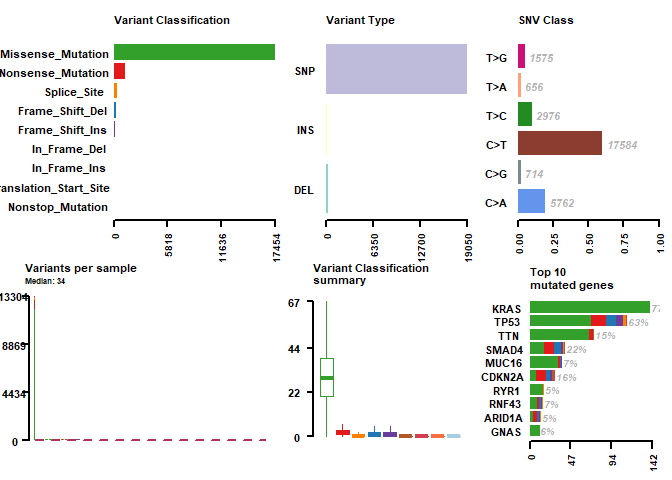 Variant Classification
Missense_Mutation
Nonsense_Mutation
Splice_Site
Frame_Shift_Del
Frame_Shift_Ins
In_Frame_Del
In_Frame_Ins
ranslation_Start_Site
Nonstop_Mutation
0
5818
11636
17454
Variant Type
SNP
INS
DEL
0
6350
12700
19050
SNV Class
T>G 1575
T>A 656
T>C 2976
C>T 17584
C>G 714
C>A 5762
0.00
0.25
0.50
0.75
1.00
Variants per sample
Median: 34
13304
8869
4434
0
Variant Classification
summary
67
44
22
0
Top 10
mutated genes
KRAS 77
TP53 63%
TTN 15%
SMAD4 22%
MUC16 7%
CDKN2A 16%
RYR1 5%
RNF43 7%
ARID1A 5%
GNAS 6%
0
47
94
142